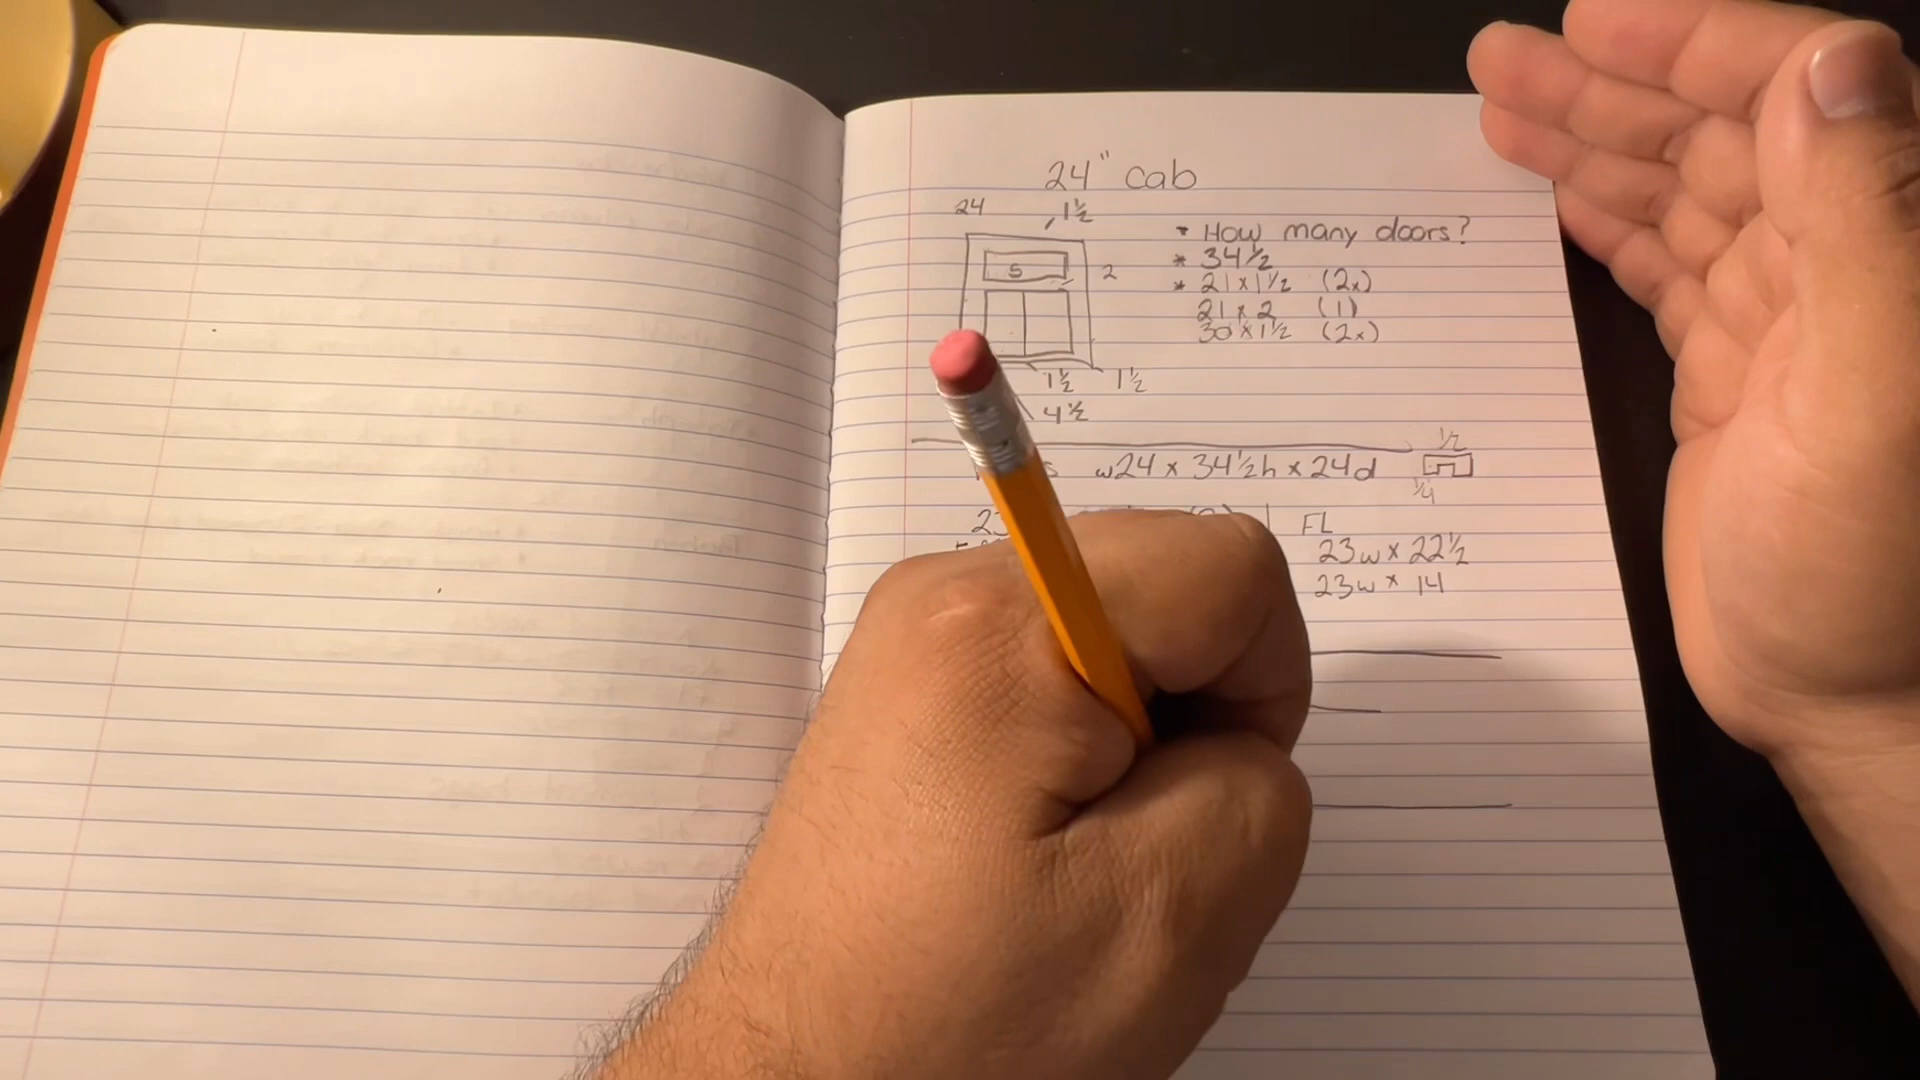 24" cab
24
1½
5
2
* How many doors?
* 34½
* 21 x 1½ (2x)
21 x 2 (1)
30 x 1½ (2x)
1½ 1½
4½
w24 x 34½h x 24d
1/2
1/4
FL
23w x 22½
23w x 14